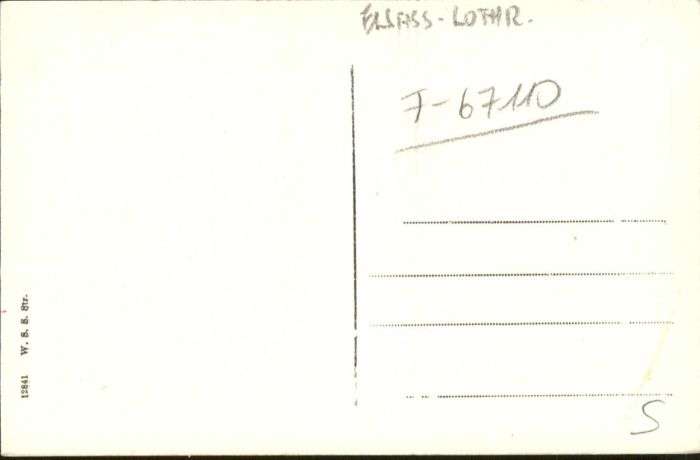 ELSASS-LOTHR.
F-67110
12841 W. S. S. Str.
S